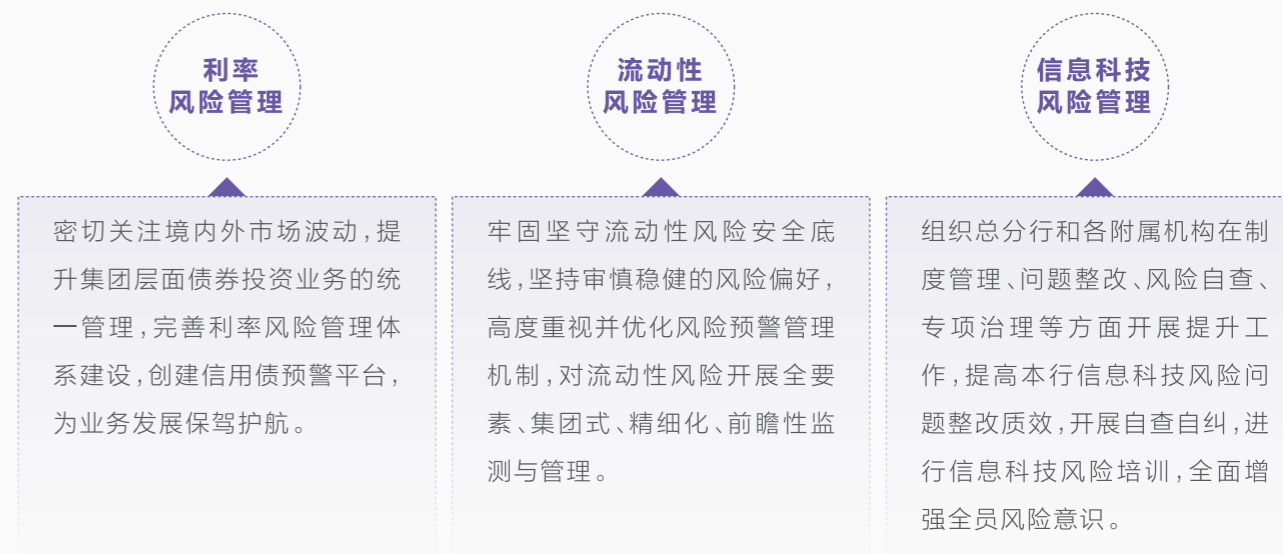 利率
风险管理
密切关注境内外市场波动,提
升集团层面债券投资业务的统
一管理,完善利率风险管理体
系建设,创建信用债预警平台,
为业务发展保驾护航。
流动性
风险管理
牢固坚守流动性风险安全底
线,坚持审慎稳健的风险偏好,
高度重视并优化风险预警管理
机制,对流动性风险开展全要
素、集团式、精细化、前瞻性监
测与管理。
信息科技
风险管理
组织总分行和各附属机构在制
度管理、问题整改、风险自查、
专项治理等方面开展提升工
作,提高本行信息科技风险问
题整改质效,开展自查自纠,进
行信息科技风险培训,全面增
强全员风险意识。